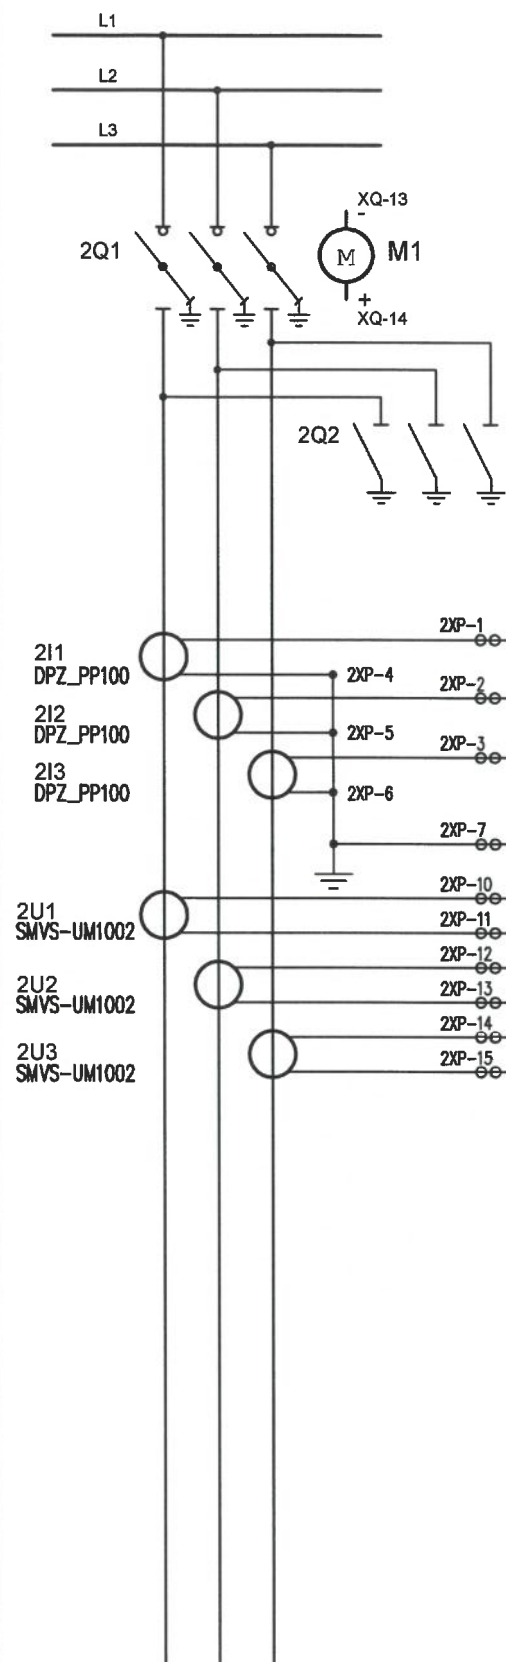 L1
L2
L3
XQ-13
-
2Q1
M
M1
+
XQ-14
2Q2
2XP-1
2I1
DPZ_PP100
2XP-4
2XP-2
2I2
DPZ_PP100
2XP-5
2XP-3
2I3
DPZ_PP100
2XP-6
2XP-7
2XP-10
2U1
SMVS-UM1002
2XP-11
2XP-12
2U2
SMVS-UM1002
2XP-13
2XP-14
2U3
SMVS-UM1002
2XP-15